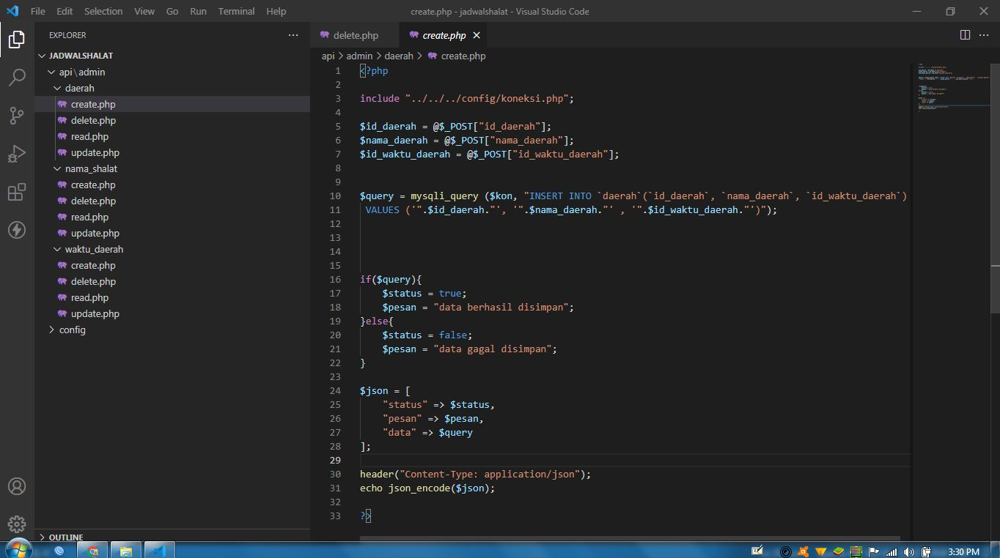 File Edit Selection View Go Run Terminal Help
create.php - jadwalshalat - Visual Studio Code
EXPLORER
JADWALSHALAT
api\admin
daerah
create.php
delete.php
read.php
update.php
nama_shalat
create.php
delete.php
read.php
update.php
waktu_daerah
create.php
delete.php
read.php
update.php
config
OUTLINE
delete.php
create.php
api > admin > daerah > create.php
1 <?php
2
3 include "../../../config/koneksi.php";
4
5 $id_daerah = @$_POST["id_daerah"];
6 $nama_daerah = @$_POST["nama_daerah"];
7 $id_waktu_daerah = @$_POST["id_waktu_daerah"];
8
9
10 $query = mysqli_query ($kon, "INSERT INTO `daerah`(`id_daerah`, `nama_daerah`, `id_waktu_daerah`)
11 VALUES ('".$id_daerah."', '".$nama_daerah."' , '".$id_waktu_daerah."')");
12
13
14
15
16 if($query){
17 $status = true;
18 $pesan = "data berhasil disimpan";
19 }else{
20 $status = false;
21 $pesan = "data gagal disimpan";
22 }
23
24 $json = [
25 "status" => $status,
26 "pesan" => $pesan,
27 "data" => $query
28 ];
29
30 header("Content-Type: application/json");
31 echo json_encode($json);
32
33 ?>
3:30 PM